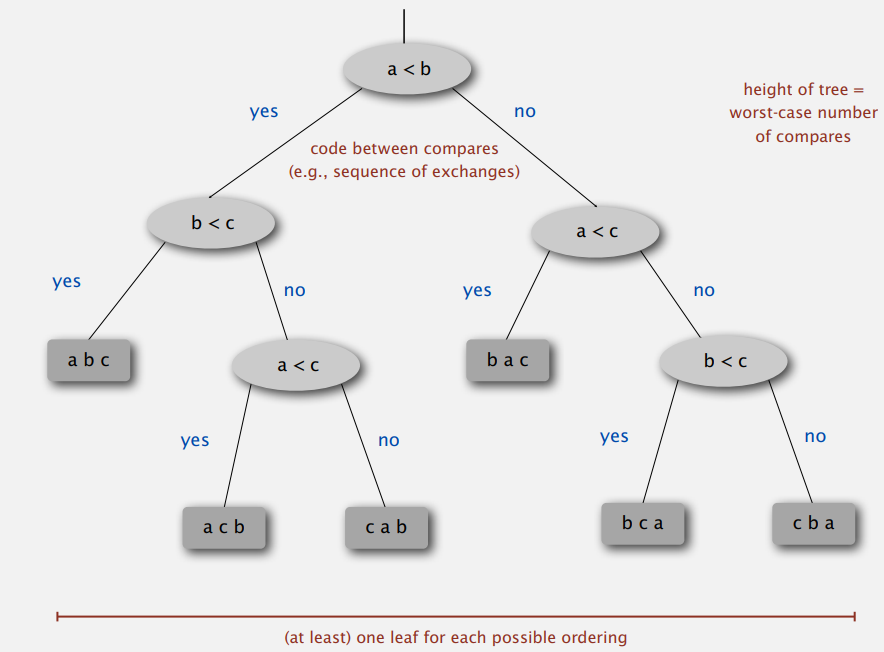 a < b
yes
no
height of tree =
worst-case number
of compares
code between compares
(e.g., sequence of exchanges)
b < c
a < c
yes
no
yes
no
a b c
a < c
b a c
b < c
yes
no
yes
no
a c b
c a b
b c a
c b a
(at least) one leaf for each possible ordering